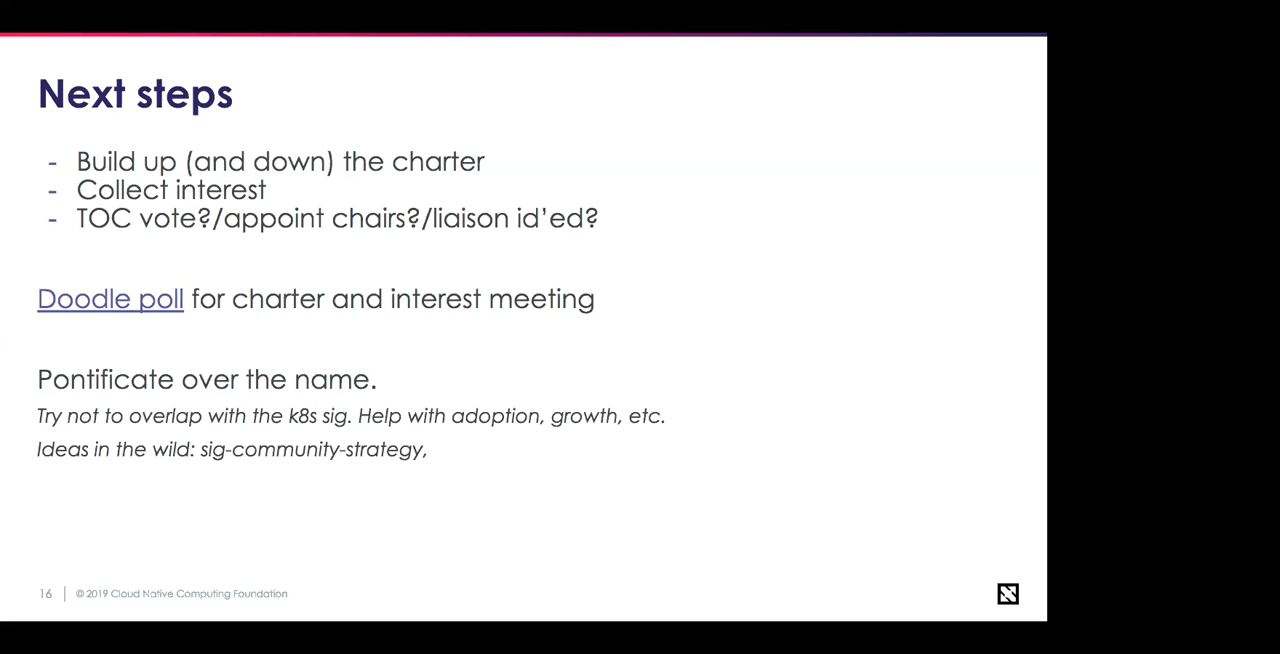 Next steps
- Build up (and down) the charter
- Collect interest
- TOC vote?/appoint chairs?/liaison id’ed?
Doodle poll for charter and interest meeting
Pontificate over the name.
Try not to overlap with the k8s sig. Help with adoption, growth, etc.
Ideas in the wild: sig-community-strategy,
16 | © 2019 Cloud Native Computing Foundation